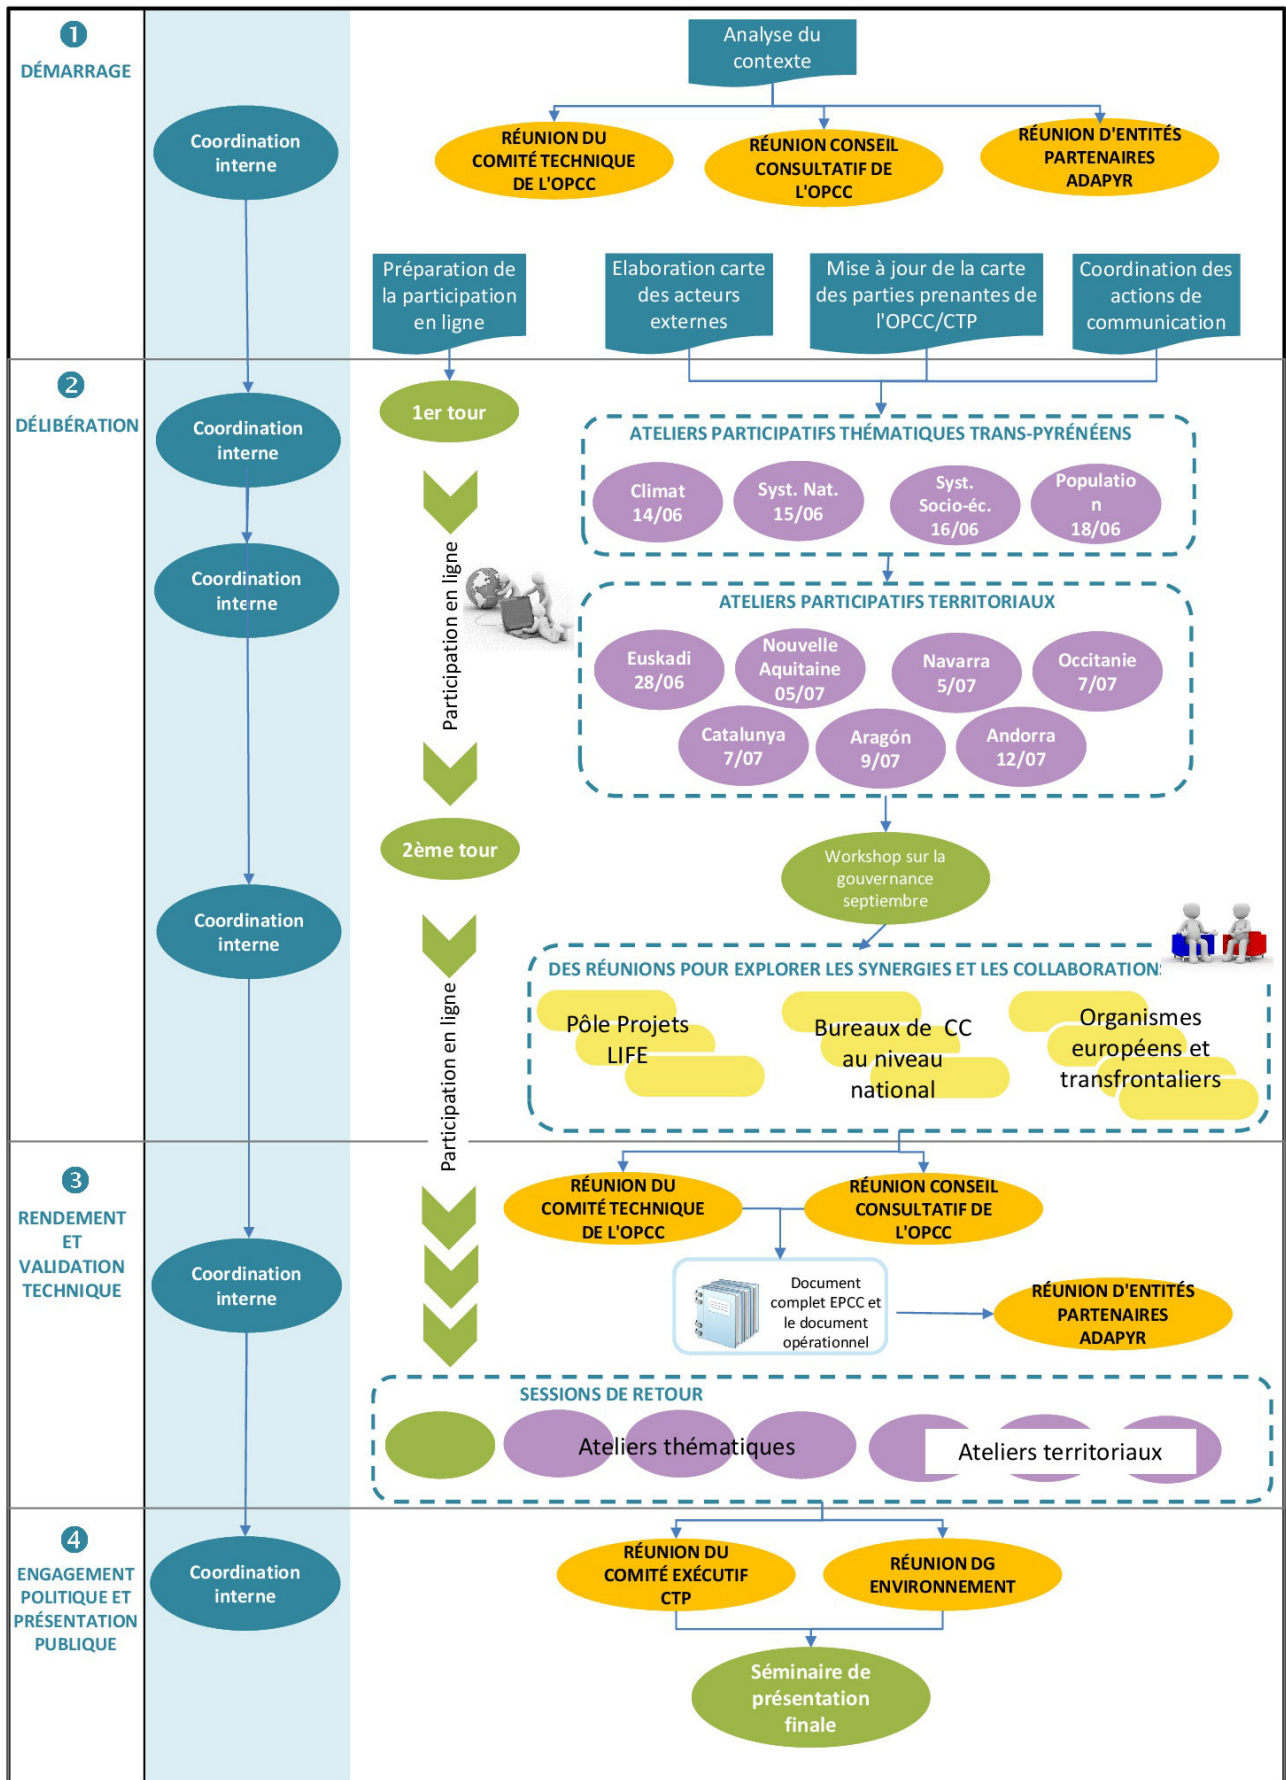 1
DÉMARRAGE
Analyse du
contexte
Coordination
interne
RÉUNION DU
COMITÉ TECHNIQUE
DE L'OPCC
RÉUNION CONSEIL
CONSULTATIF DE
L'OPCC
RÉUNION D'ENTITÉS
PARTENAIRES
ADAPYR
Préparation de
la participation
en ligne
Elaboration carte
des acteurs
externes
Mise à jour de la carte
des parties prenantes de
l'OPCC/CTP
Coordination des
actions de
communication
2
DÉLIBÉRATION
Coordination
interne
1er tour
ATELIERS PARTICIPATIFS THÉMATIQUES TRANS-PYRÉNÉENS
Climat
14/06
Syst. Nat.
15/06
Syst.
Socio-éc.
16/06
Populatio
n
18/06
Coordination
interne
Participation en ligne
ATELIERS PARTICIPATIFS TERRITORIAUX
Euskadi
28/06
Nouvelle
Aquitaine
05/07
Navarra
5/07
Occitanie
7/07
Catalunya
7/07
Aragón
9/07
Andorra
12/07
2ème tour
Workshop sur la
gouvernance
septembre
Coordination
interne
DES RÉUNIONS POUR EXPLORER LES SYNERGIES ET LES COLLABORATIONS
Pôle Projets
LIFE
Bureaux de CC
au niveau
national
Organismes
européens et
transfrontaliers
Participation en ligne
3
RENDEMENT
ET
VALIDATION
TECHNIQUE
RÉUNION DU
COMITÉ TECHNIQUE
DE L'OPCC
RÉUNION CONSEIL
CONSULTATIF DE
L'OPCC
Coordination
interne
Document
complet EPCC et
le document
opérationnel
RÉUNION D'ENTITÉS
PARTENAIRES
ADAPYR
SESSIONS DE RETOUR
Ateliers thématiques
Ateliers territoriaux
4
ENGAGEMENT
POLITIQUE ET
PRÉSENTATION
PUBLIQUE
Coordination
interne
RÉUNION DU
COMITÉ EXÉCUTIF
CTP
RÉUNION DG
ENVIRONNEMENT
Séminaire de
présentation
finale